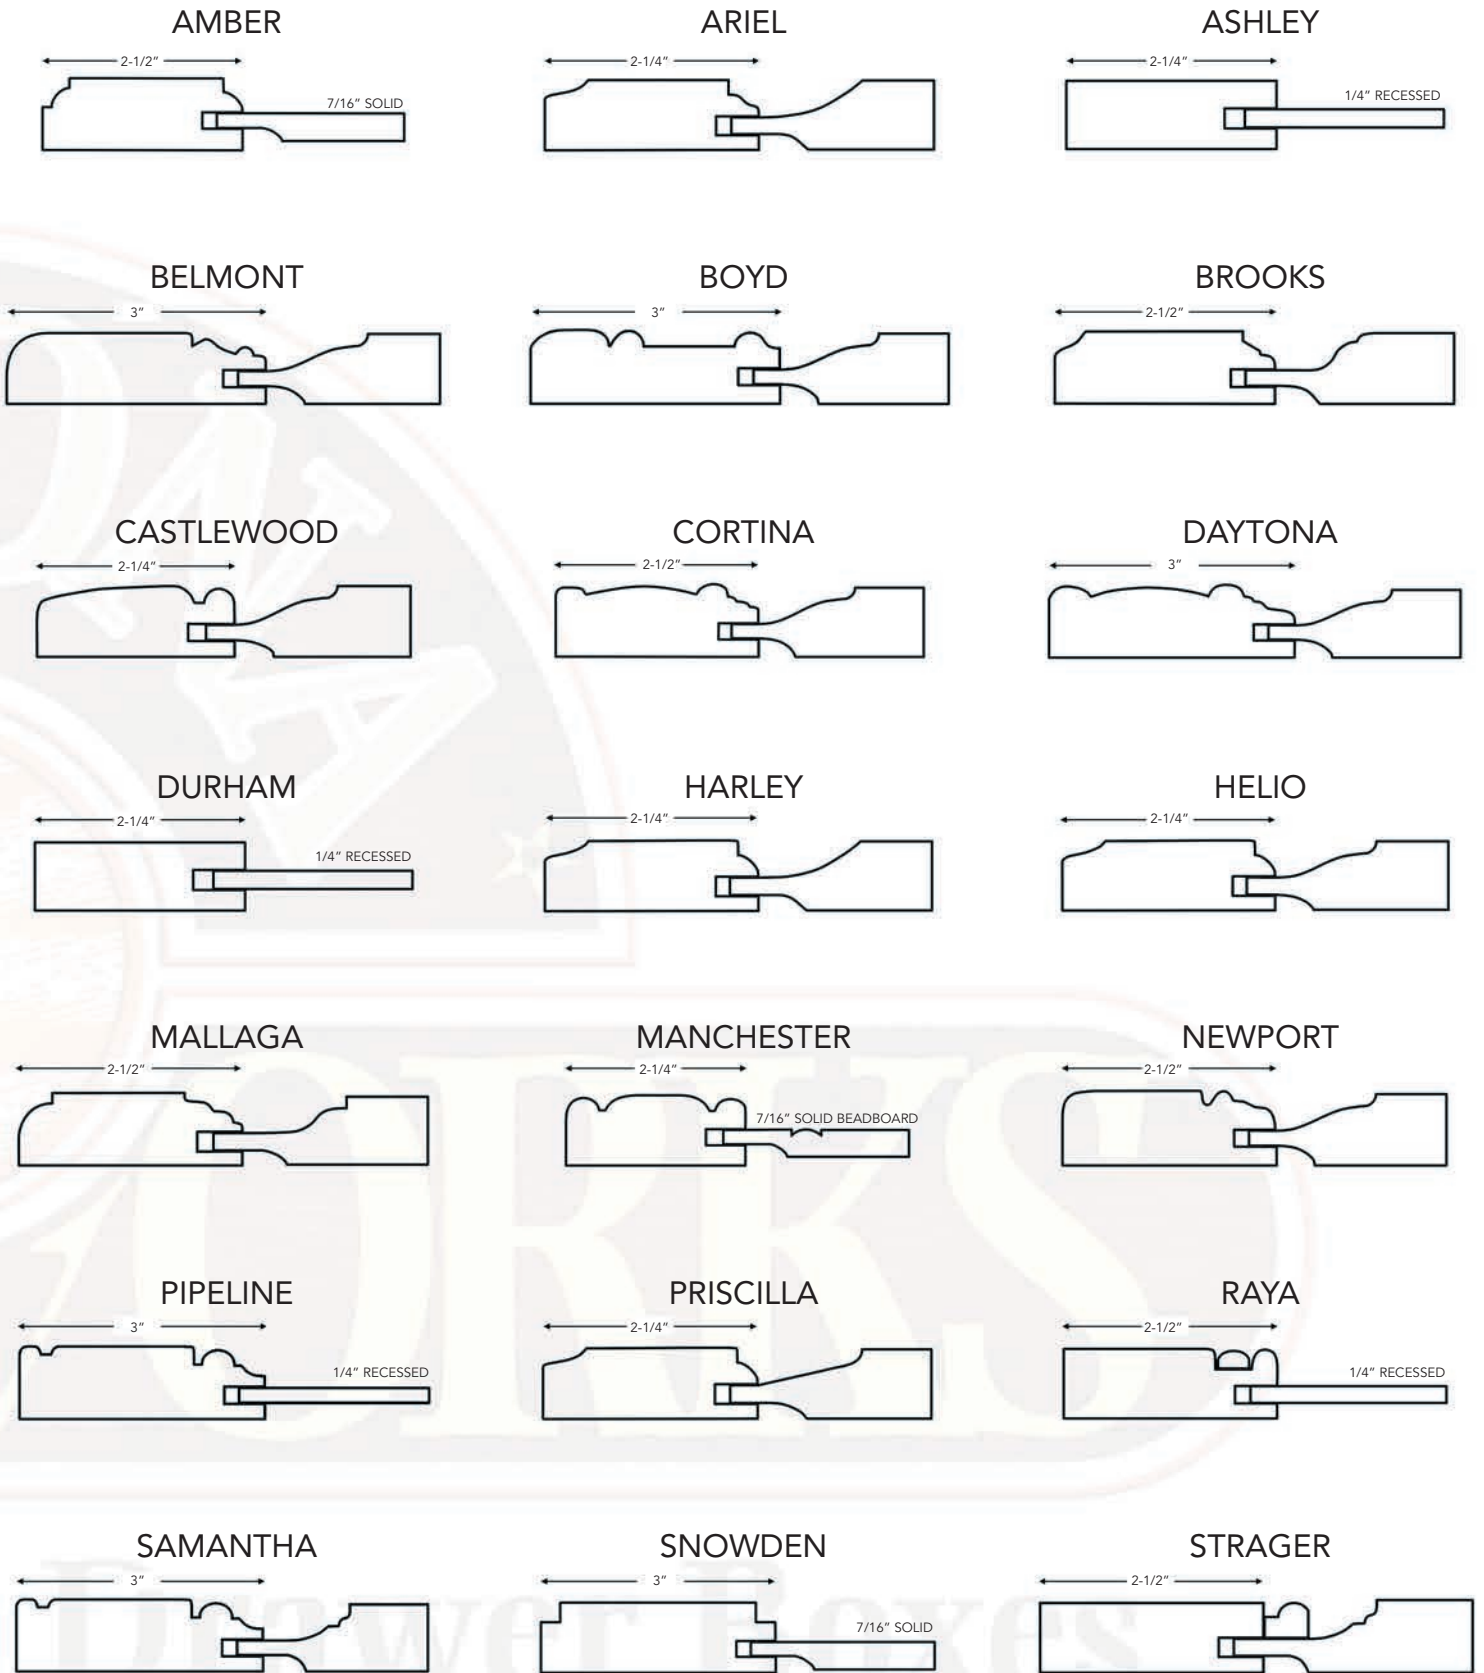 AMBER
2-1/2"
7/16" SOLID
ARIEL
2-1/4"
ASHLEY
2-1/4"
1/4" RECESSED
BELMONT
3"
BOYD
3"
BROOKS
2-1/2"
CASTLEWOOD
2-1/4"
CORTINA
2-1/2"
DAYTONA
3"
DURHAM
2-1/4"
1/4" RECESSED
HARLEY
2-1/4"
HELIO
2-1/4"
MALLAGA
2-1/2"
MANCHESTER
2-1/4"
7/16" SOLID BEADBOARD
NEWPORT
2-1/2"
PIPELINE
3"
1/4" RECESSED
PRISCILLA
2-1/4"
RAYA
2-1/2"
1/4" RECESSED
SAMANTHA
3"
SNOWDEN
3"
7/16" SOLID
STRAGER
2-1/2"
ORKS
Drawer Boxes